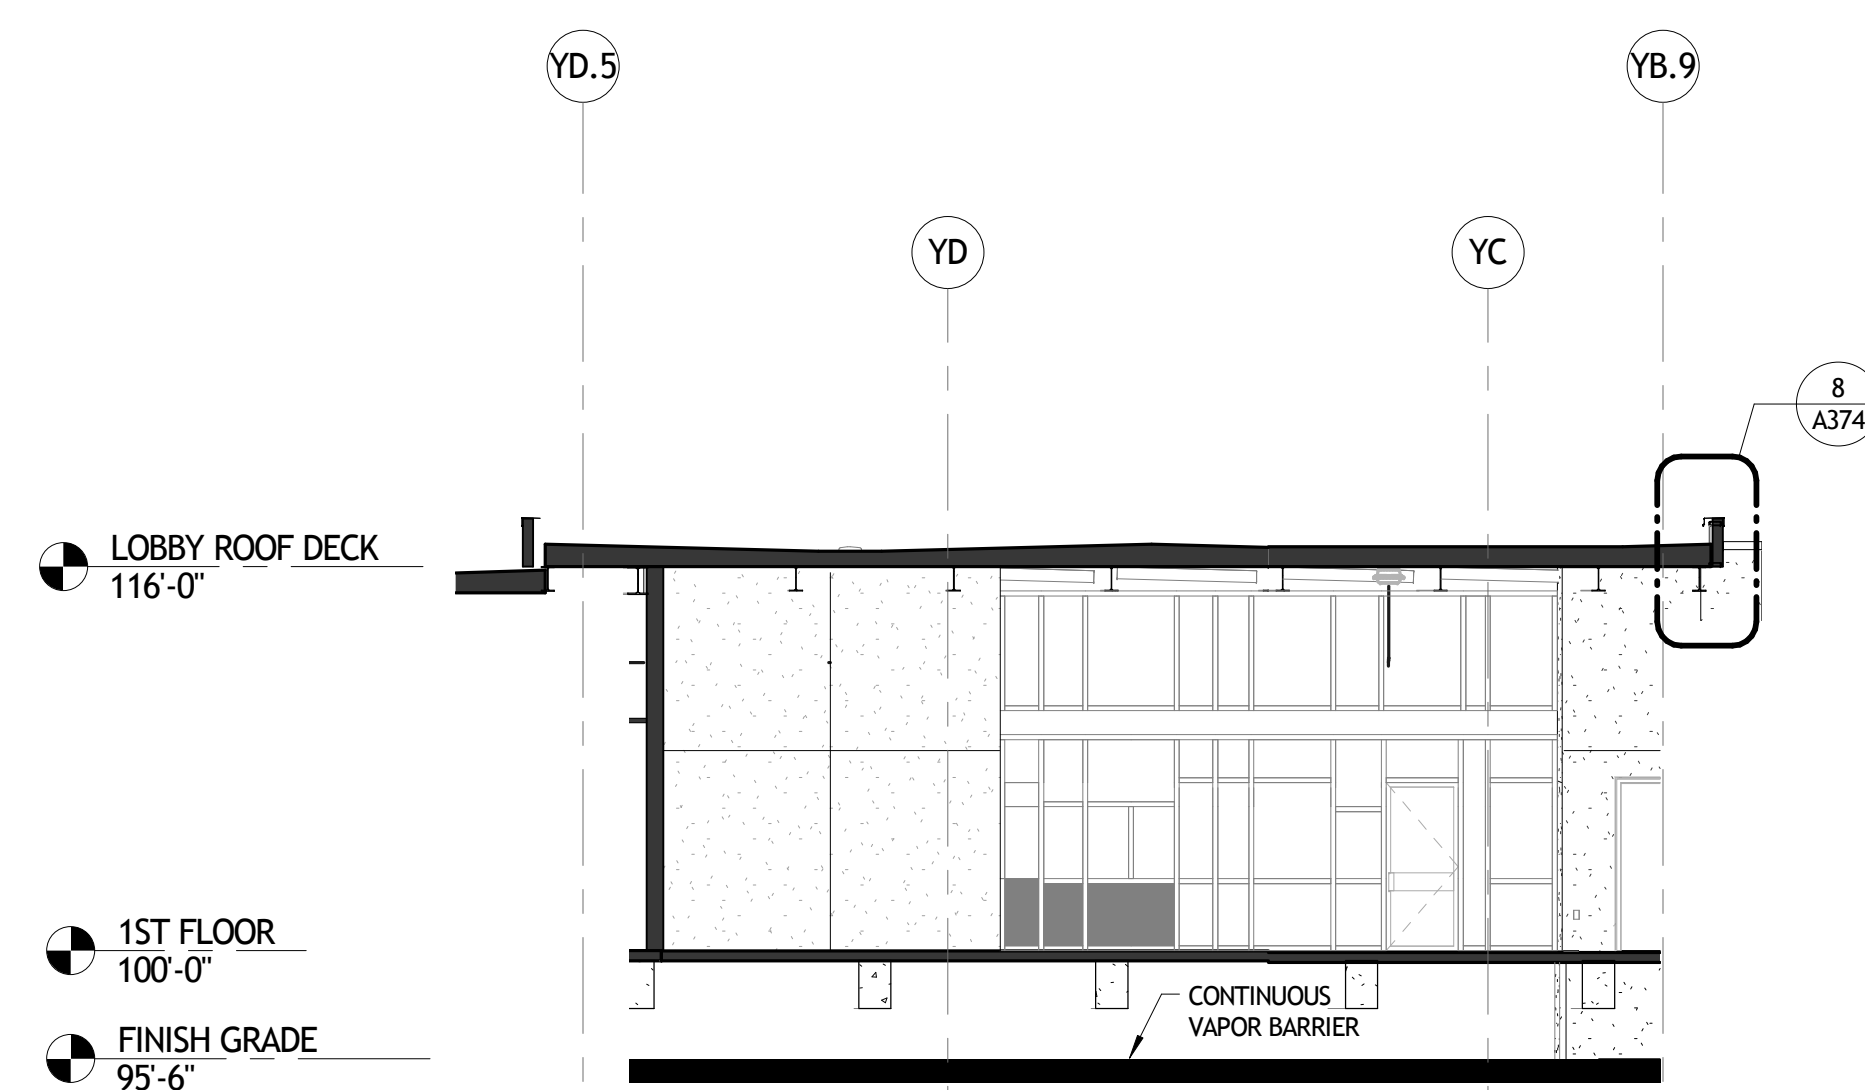 YD.5
YB.9
YD
YC
8
A374
LOBBY ROOF DECK
116'-0"
1ST FLOOR
100'-0"
CONTINUOUS
VAPOR BARRIER
FINISH GRADE
95'-6"